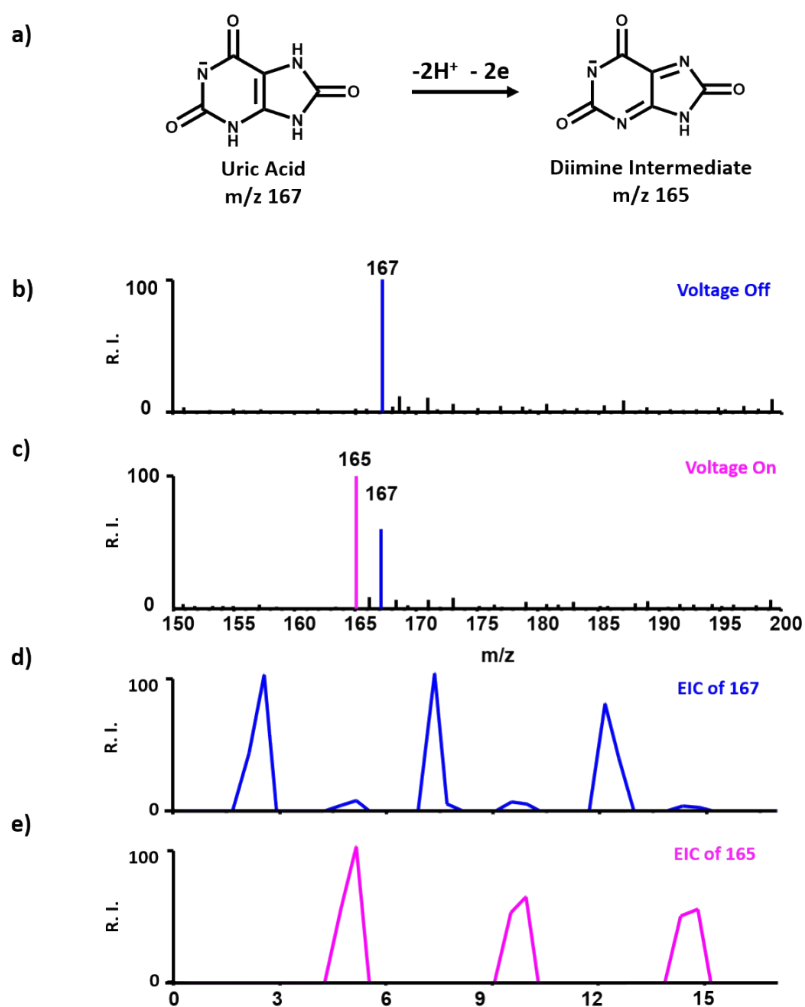 a)
O
H
N
-
N
O
O
N
H
N
H
-2H⁺ - 2e
O
N
-
N
O
O
N
N
H
Uric Acid
m/z 167
Diimine Intermediate
m/z 165
b)
167
100
Voltage Off
R. I.
0
c)
165
Voltage On
100
167
R. I.
0
150 155 160 165 170 175 180 185 190 195 200
m/z
d)
100
EIC of 167
R. I.
0
e)
100
EIC of 165
R. I.
0
0 3 6 9 12 15